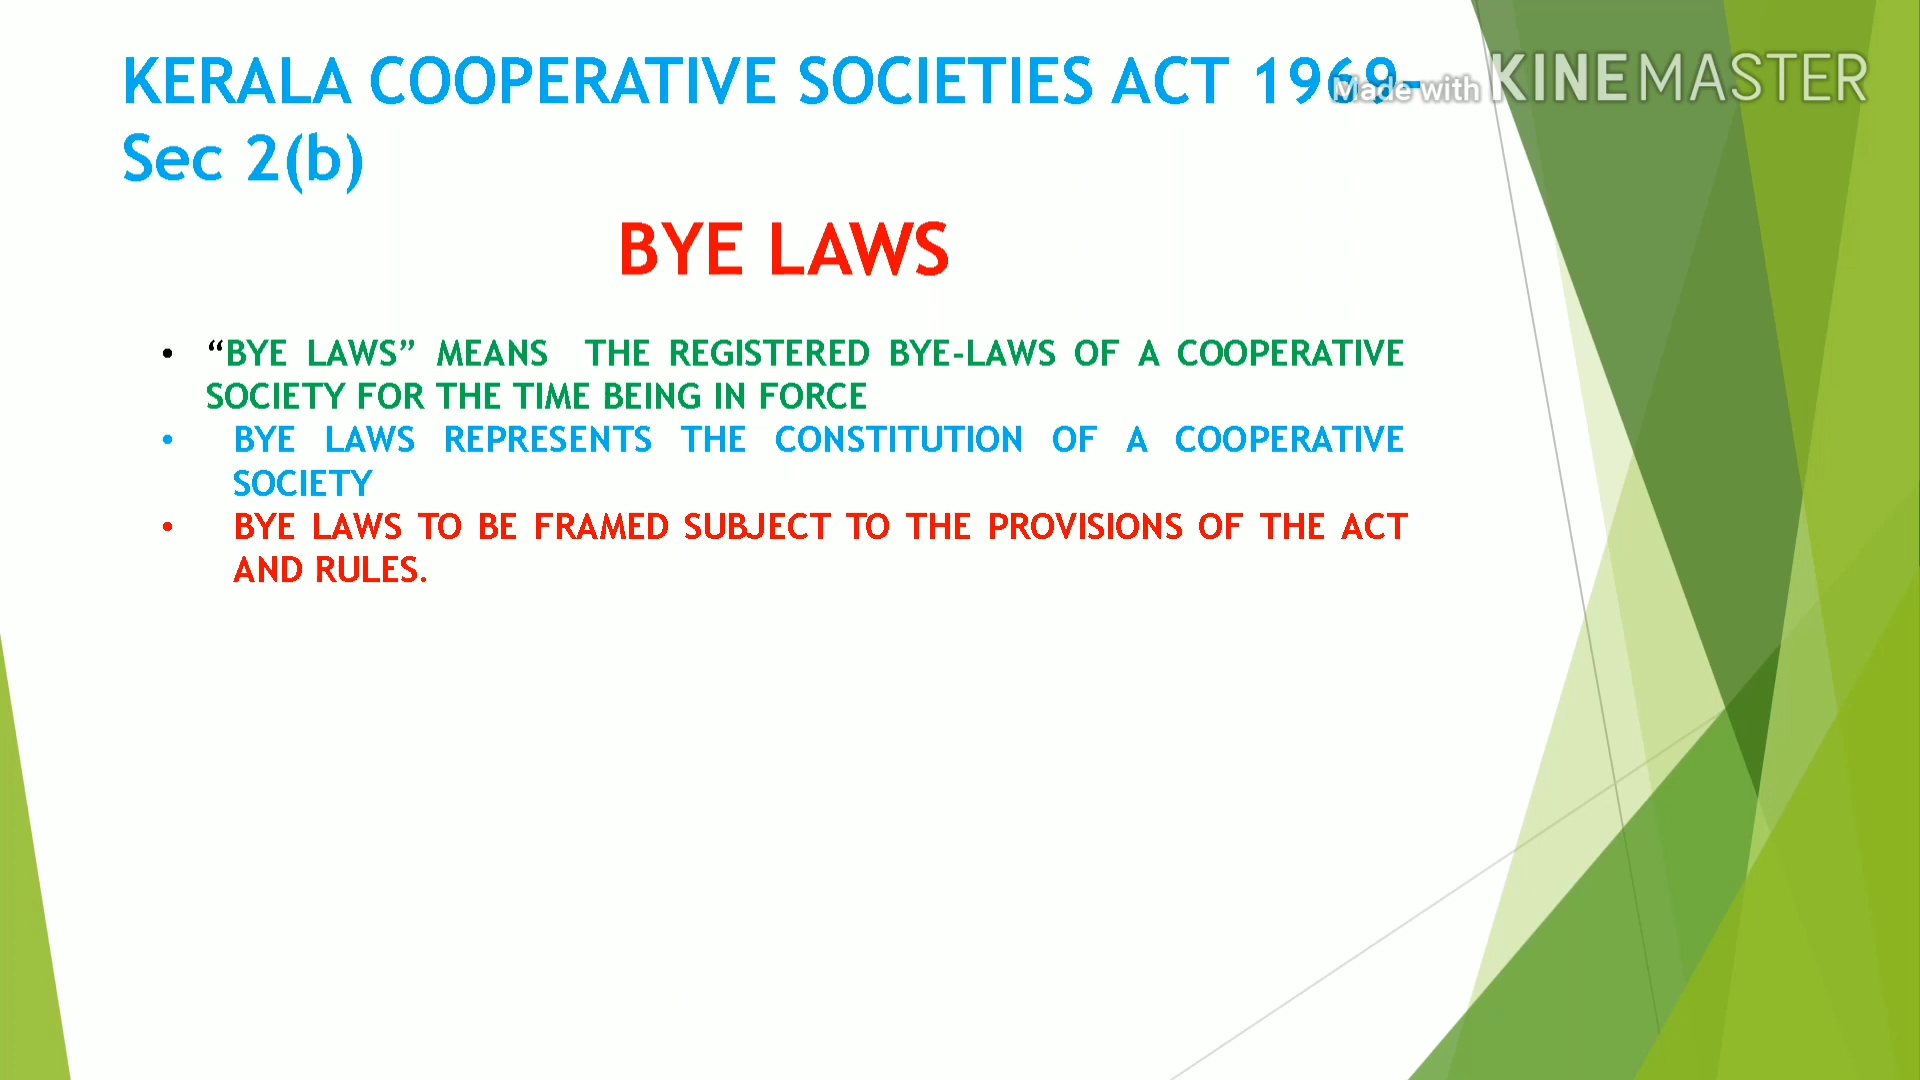 KERALA COOPERATIVE SOCIETIES ACT 1969-
Made with KINEMASTER
Sec 2(b)
BYE LAWS
• “BYE LAWS” MEANS THE REGISTERED BYE-LAWS OF A COOPERATIVE
SOCIETY FOR THE TIME BEING IN FORCE
• BYE LAWS REPRESENTS THE CONSTITUTION OF A COOPERATIVE
SOCIETY
• BYE LAWS TO BE FRAMED SUBJECT TO THE PROVISIONS OF THE ACT
AND RULES.